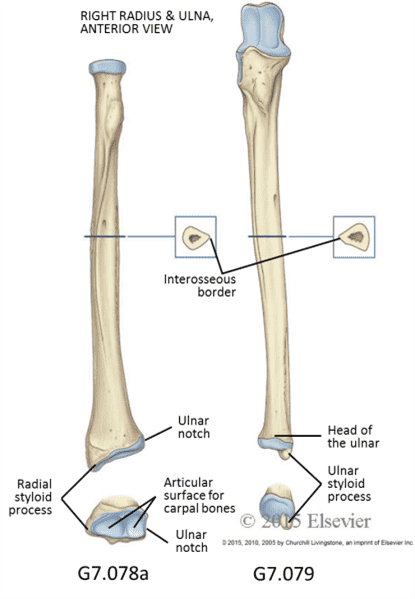 RIGHT RADIUS & ULNA,
ANTERIOR VIEW
Interosseous
border
Ulnar
notch
Head of
the ulnar
Radial
styloid
process
Articular
surface for
carpal bones
Ulnar
styloid
process
Ulnar
notch
© 2015 Elsevier
© 2015, 2010, 2005 by Churchill Livingstone, an imprint of Elsevier Inc.
G7.078a
G7.079